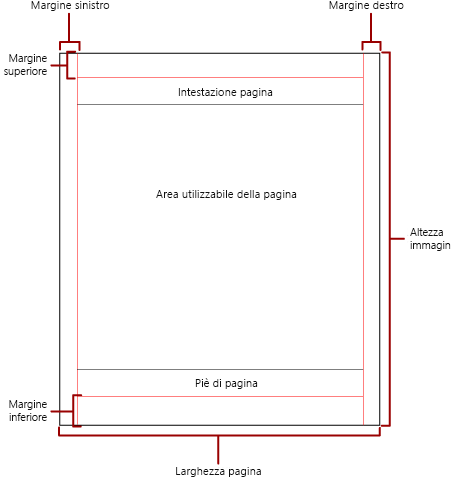 Margine sinistro
Margine destro
Margine
superiore
Intestazione pagina
Area utilizzabile della pagina
Altezza
immagin
Piè di pagina
Margine
inferiore
Larghezza pagina